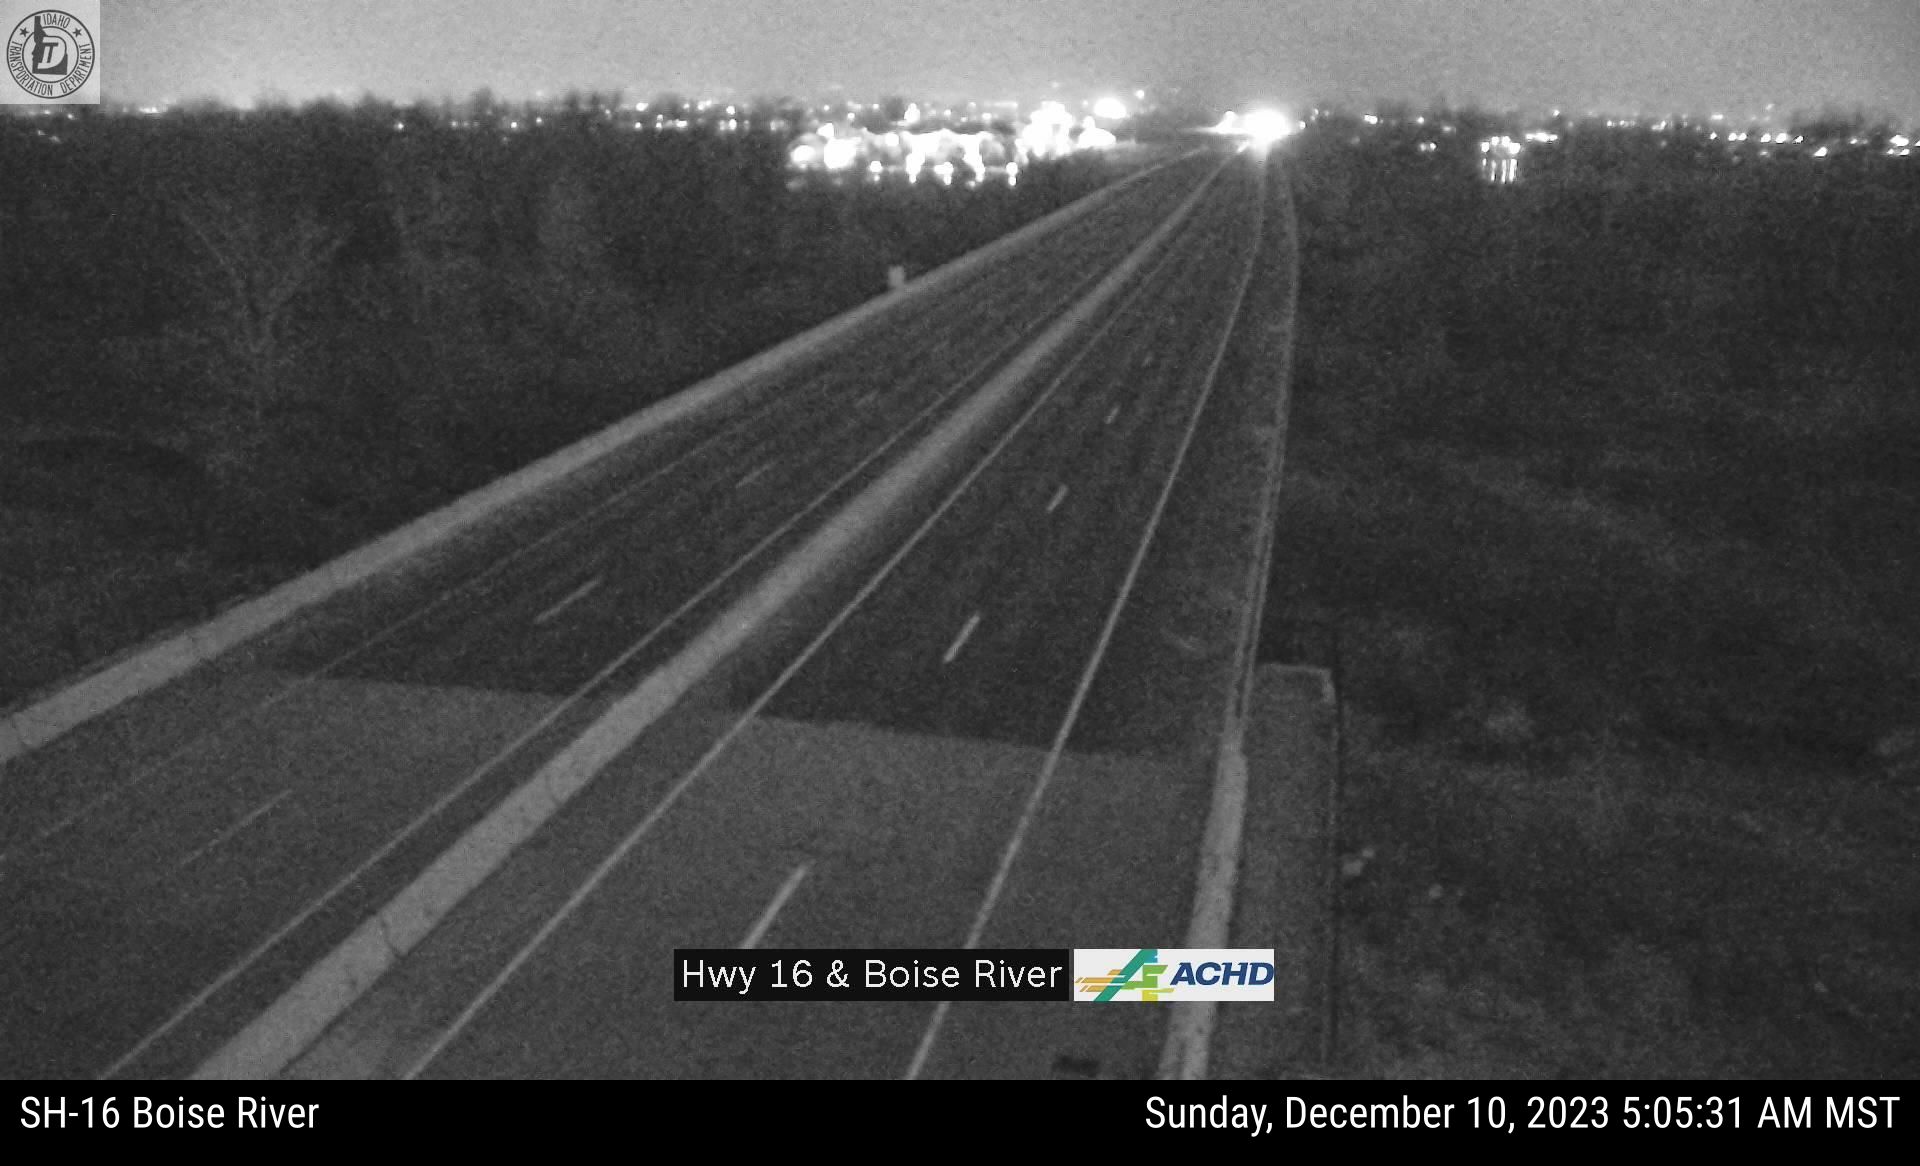 IDAHO
TRANSPORTATION DEPARTMENT
IT
Hwy 16 & Boise River
ACHD
SH-16 Boise River
Sunday, December 10, 2023 5:05:31 AM MST